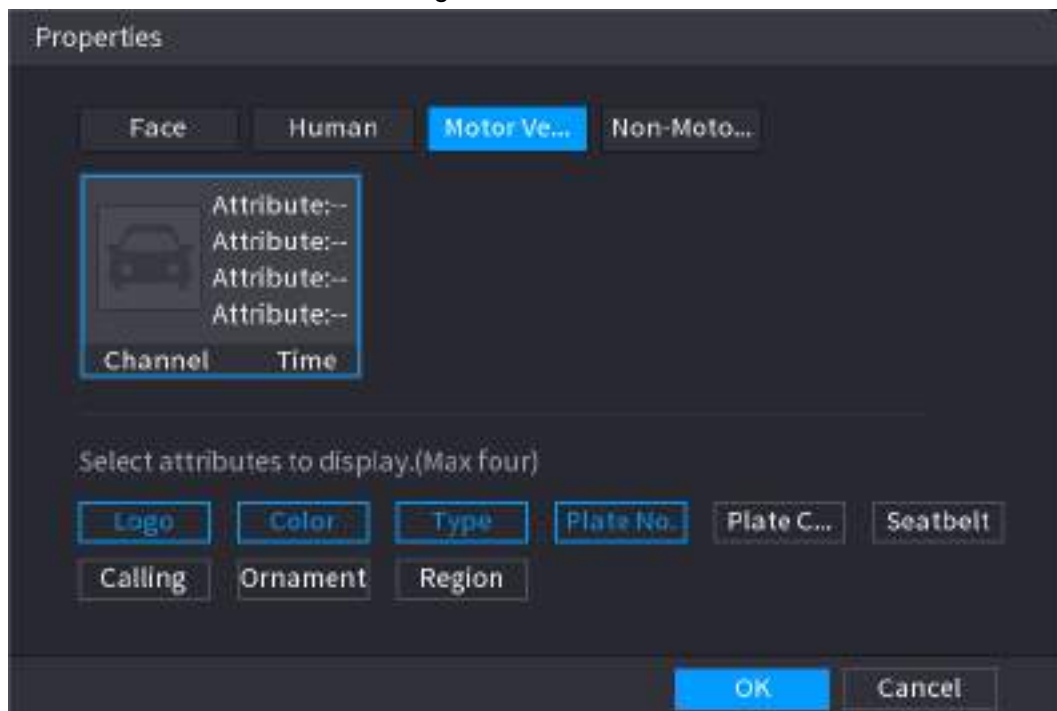 Properties
Face Human Motor Ve... Non-Moto...
Attribute:--
Attribute:--
Attribute:--
Attribute:--
Channel Time
Select attributes to display.(Max four)
Logo Color Type Plate No. Plate C... Seatbelt
Calling Ornament Region
OK Cancel